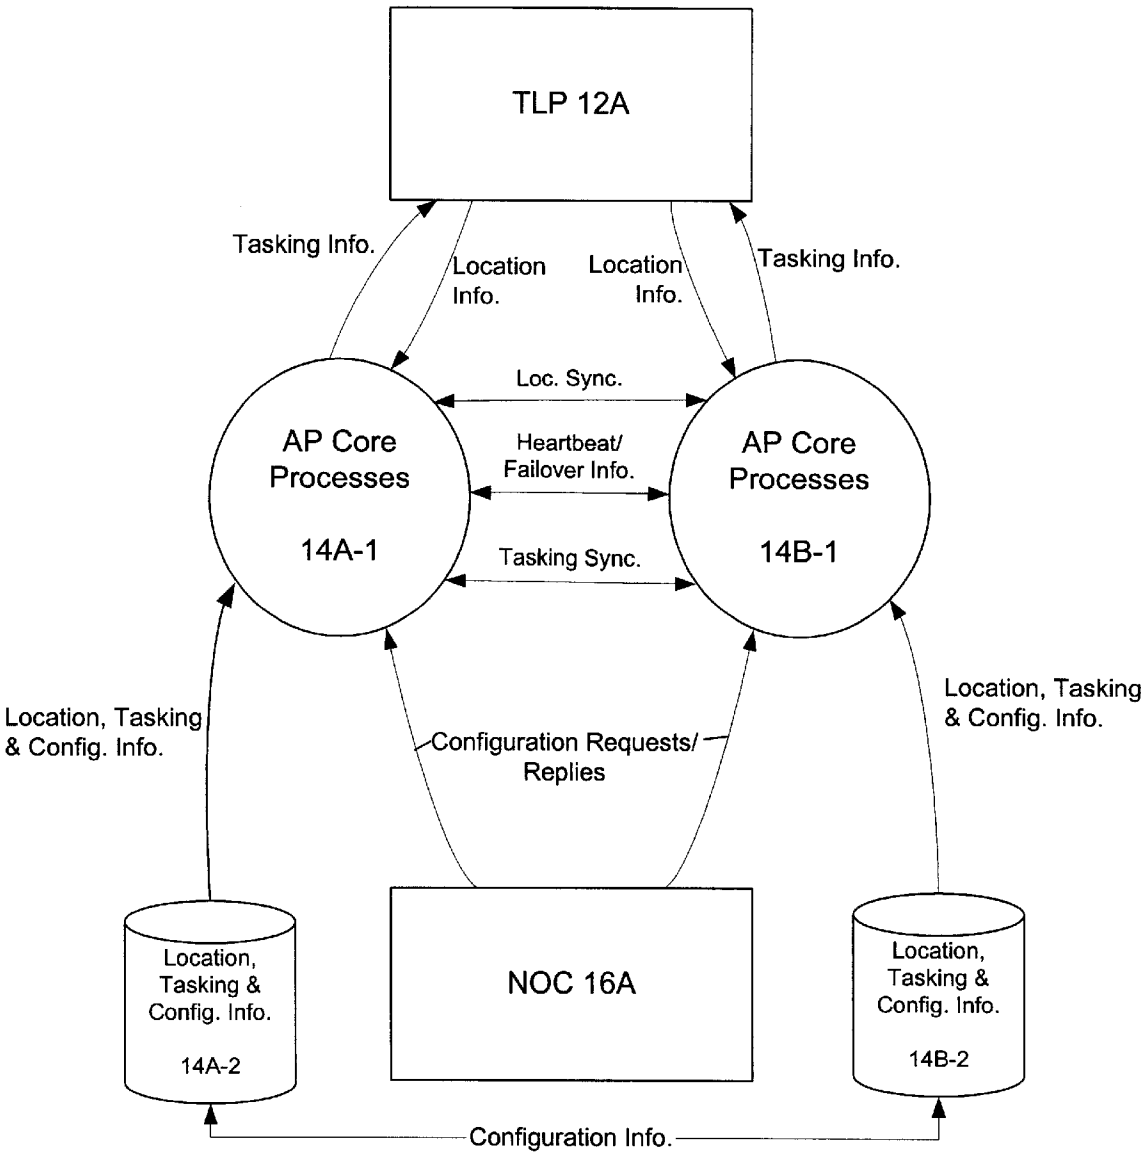 TLP 12A
Tasking Info.
Location
Info.
Location
Info.
Tasking Info.
Loc. Sync.
AP Core
Processes
14A-1
Heartbeat/
Failover Info.
AP Core
Processes
14B-1
Tasking Sync.
Location, Tasking
& Config. Info.
Configuration Requests/
Replies
Location, Tasking
& Config. Info.
Location,
Tasking &
Config. Info.
14A-2
NOC 16A
Location,
Tasking &
Config. Info.
14B-2
Configuration Info.